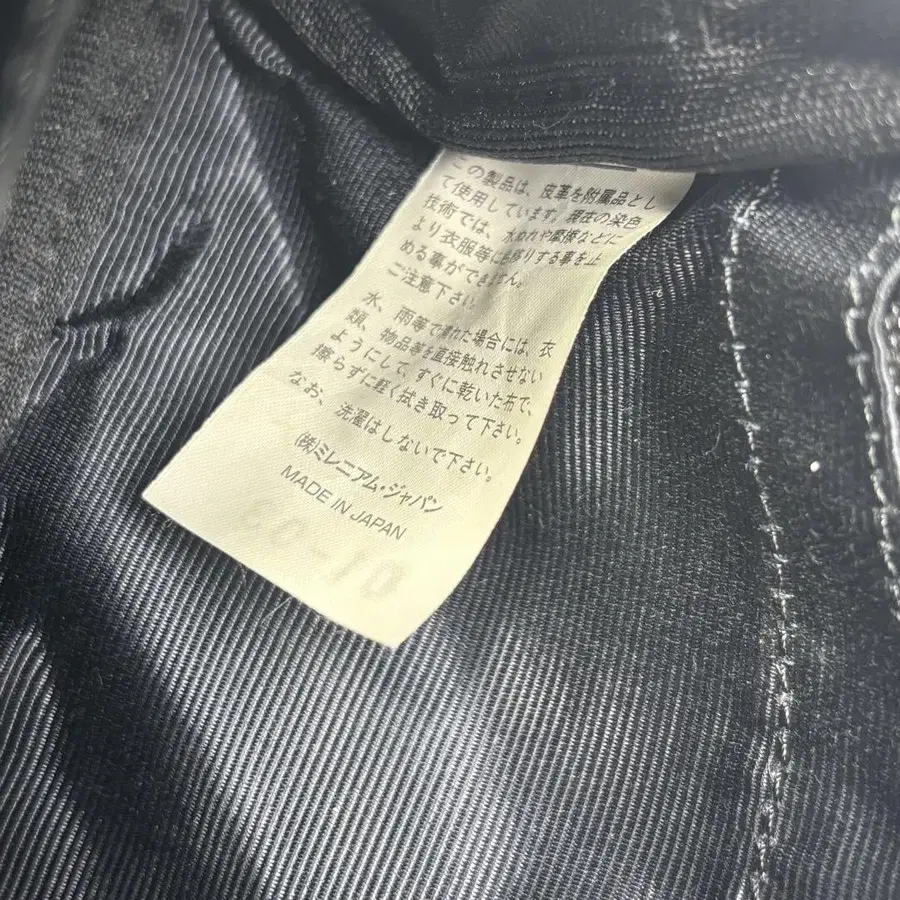 この製品は、皮革を附属品とし
て使用しています。現在の染色
技術では、水ぬれや摩擦などに
より衣服等にも移りする事を止
める事ができません。
ご注意下さい。
水、雨等で濡れた場合には、衣
類、物品等を直接触れさせない
ようにして、すぐに乾いた布で、
擦らずに軽く拭き取って下さい。
なお、洗濯はしないで下さい。
㈱ミレニアム・ジャパン
MADE IN JAPAN